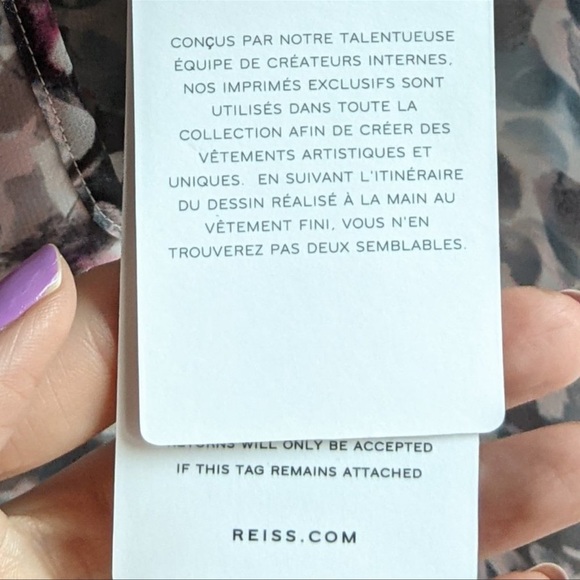 CONÇUS PAR NOTRE TALENTUEUSE
ÉQUIPE DE CRÉATEURS INTERNES,
NOS IMPRIMÉS EXCLUSIFS SONT
UTILISÉS DANS TOUTE LA
COLLECTION AFIN DE CRÉER DES
VÊTEMENTS ARTISTIQUES ET
UNIQUES. EN SUIVANT L'ITINÉRAIRE
DU DESSIN RÉALISÉ À LA MAIN AU
VÊTEMENT FINI, VOUS N'EN
TROUVEREZ PAS DEUX SEMBLABLES.
RETURNS WILL ONLY BE ACCEPTED
IF THIS TAG REMAINS ATTACHED
REISS.COM